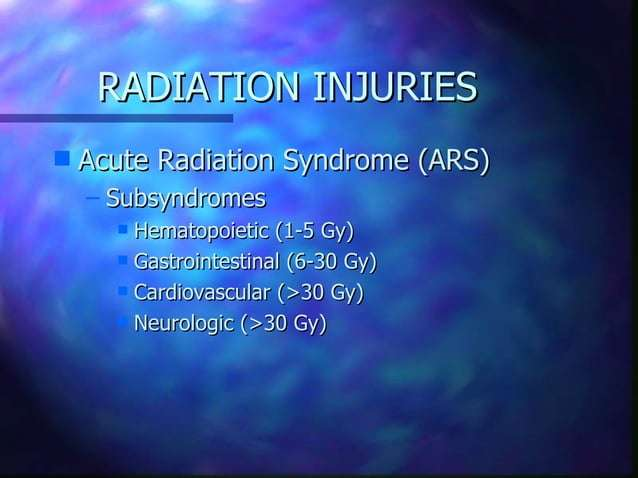 RADIATION INJURIES
Acute Radiation Syndrome (ARS)
– Subsyndromes
Hematopoietic (1-5 Gy)
Gastrointestinal (6-30 Gy)
Cardiovascular (>30 Gy)
Neurologic (>30 Gy)